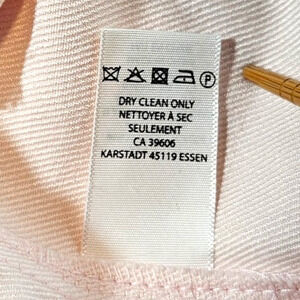 P
DRY CLEAN ONLY
NETTOYER À SEC
SEULEMENT
CA 39606
KARSTADT 45119 ESSEN